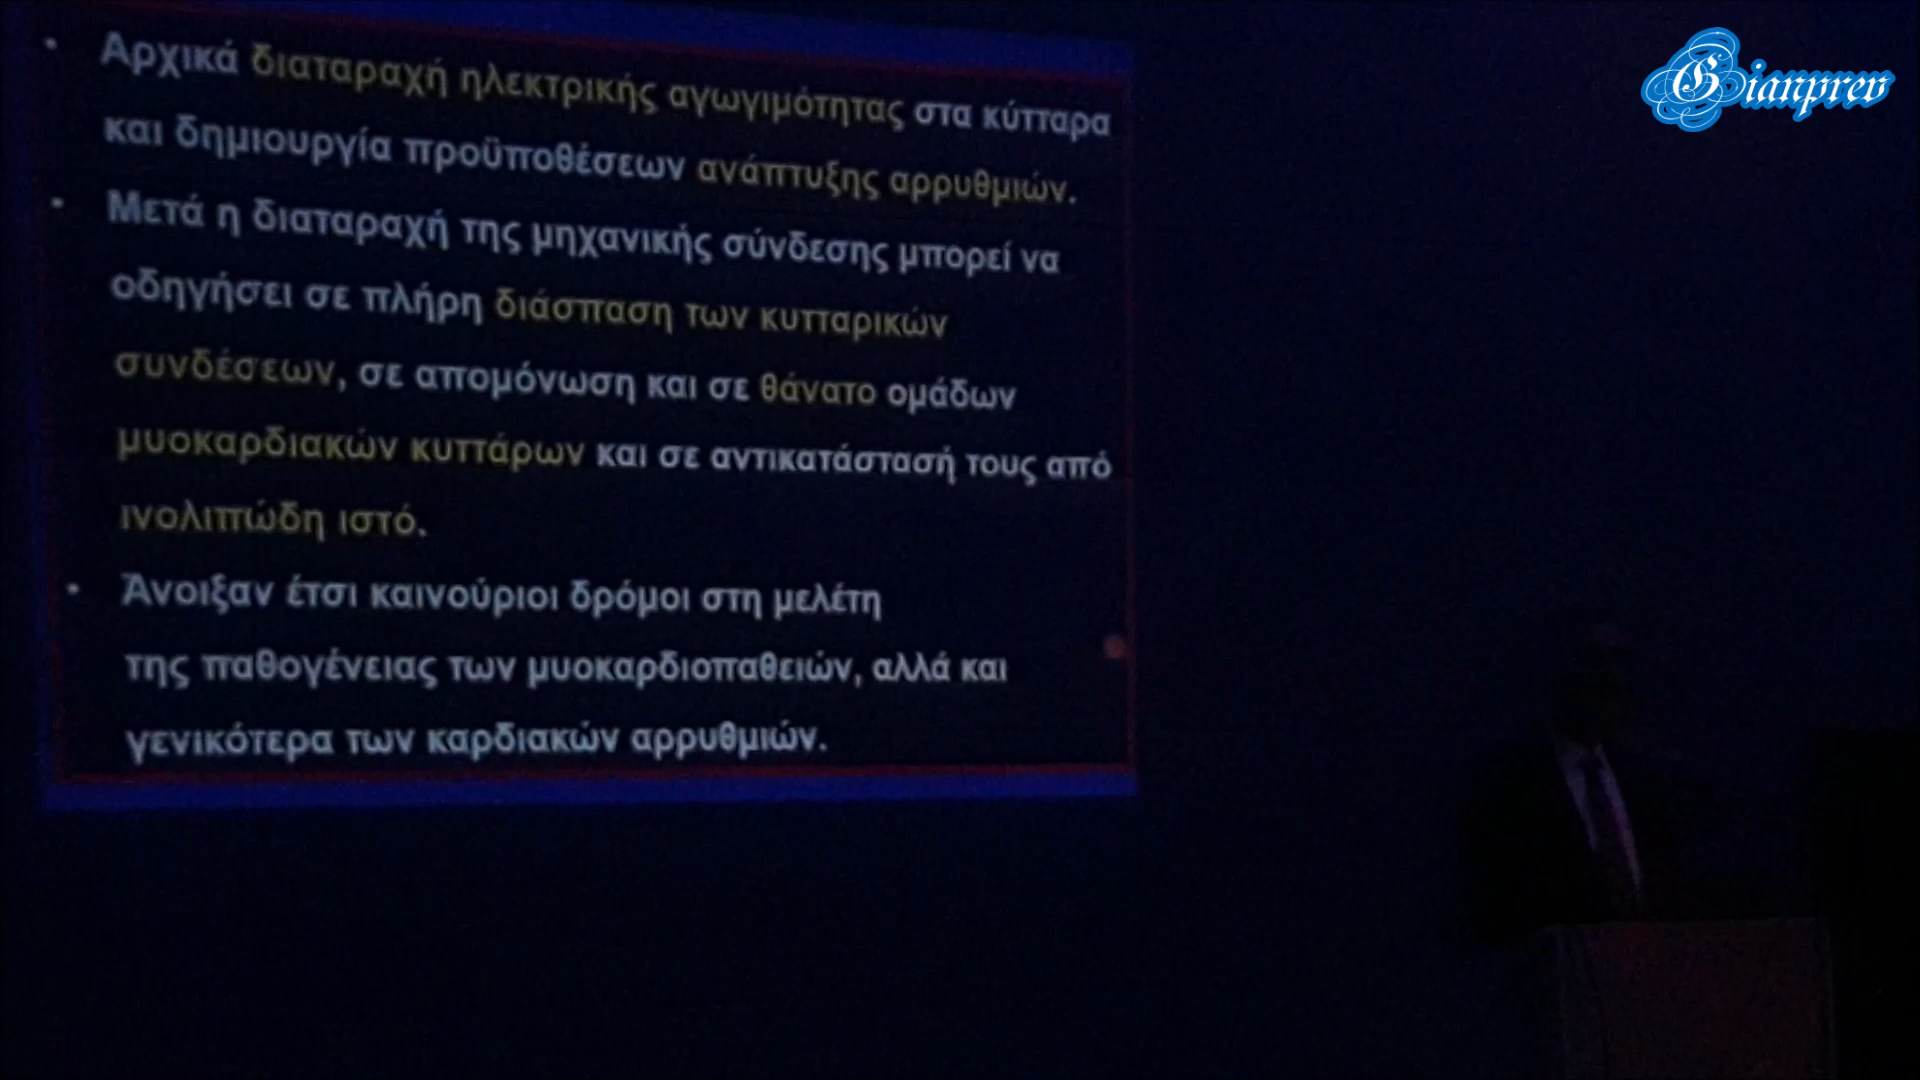 • Αρχικά διαταραχή ηλεκτρικής αγωγιμότητας στα κύτταρα
και δημιουργία προϋποθέσεων ανάπτυξης αρρυθμιών.
• Μετά η διαταραχή της μηχανικής σύνδεσης μπορεί να
οδηγήσει σε πλήρη διάσπαση των κυτταρικών
συνδέσεων, σε απομόνωση και σε θάνατο ομάδων
μυοκαρδιακών κυττάρων και σε αντικατάστασή τους από
ινολιπώδη ιστό.
• Άνοιξαν έτσι καινούριοι δρόμοι στη μελέτη
της παθογένειας των μυοκαρδιοπαθειών, αλλά και
γενικότερα των καρδιακών αρρυθμιών.
Gianprev